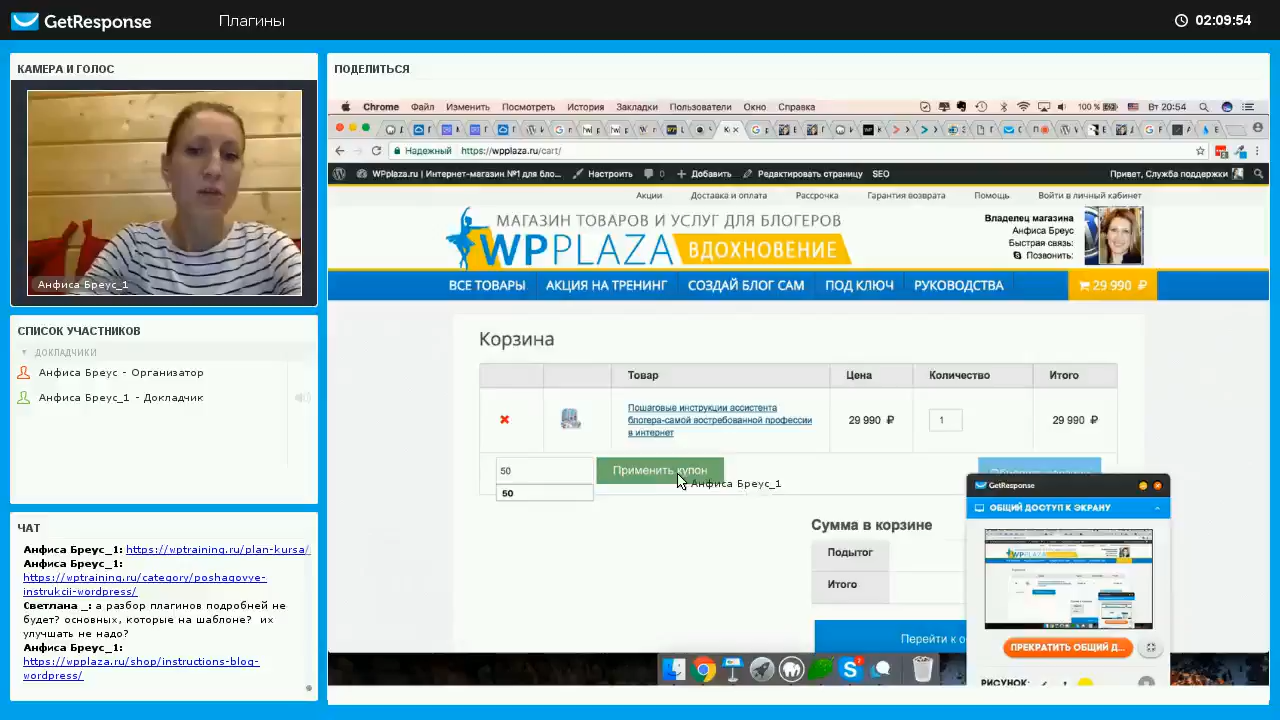 GetResponse
Плагины
02:09:54
КАМЕРА И ГОЛОС
Анфиса Бреус_1
СПИСОК УЧАСТНИКОВ
ДОКЛАДЧИКИ
Анфиса Бреус - Организатор
Анфиса Бреус_1 - Докладчик
ЧАТ
Анфиса Бреус_1: https://wptraining.ru/plan-kursa/
Анфиса Бреус_1:
https://wptraining.ru/category/poshagovye-
instrukcii-wordpress/
Светлана _: а разбор плагинов подробней не
будет? основных, которые на шаблоне? их
улучшать не надо?
Анфиса Бреус_1:
https://wpplaza.ru/shop/instructions-blog-
wordpress/
ПОДЕЛИТЬСЯ
Chrome Файл Изменить Посмотреть История Закладки Пользователи Окно Справка 100 % Вт 20:54
Надежный https://wpplaza.ru/cart/
WPplaza.ru | Интернет-магазин №1 для бло... Настроить 0 Добавить Редактировать страницу SEO Привет, Служба поддержки
Акции Доставка и оплата Рассрочка Гарантия возврата Помощь Войти в личный кабинет
МАГАЗИН ТОВАРОВ И УСЛУГ ДЛЯ БЛОГЕРОВ
WPPLAZA ВДОХНОВЕНИЕ
Владелец магазина
Анфиса Бреус
Быстрая связь:
Позвонить:
ВСЕ ТОВАРЫ АКЦИЯ НА ТРЕНИНГ СОЗДАЙ БЛОГ САМ ПОД КЛЮЧ РУКОВОДСТВА 29 990 ₽
Корзина
Товар Цена Количество Итого
Пошаговые инструкции ассистента
блогера-самой востребованной профессии
в интернет
29 990 ₽ 1 29 990 ₽
50 Применить купон
50
Анфиса Бреус_1
Сумма в корзине
Подытог
Итого
Перейти к о
GetResponse
ОБЩИЙ ДОСТУП К ЭКРАНУ
ПРЕКРАТИТЬ ОБЩИЙ Д...
РИСУНОК: